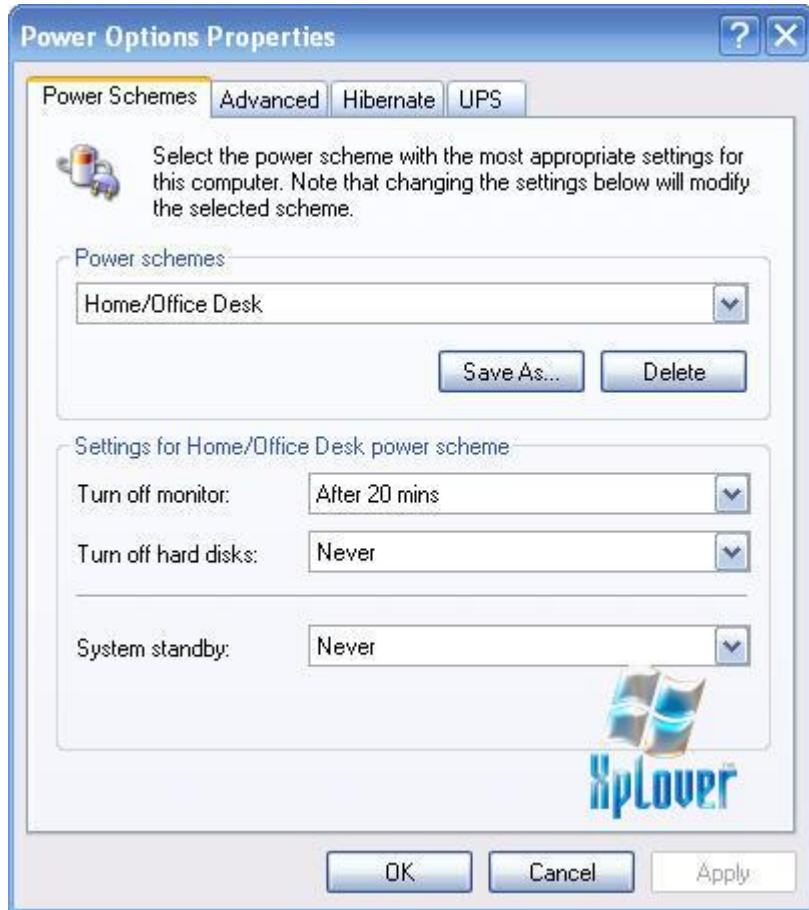 Power Options Properties
Power Schemes Advanced Hibernate UPS
Select the power scheme with the most appropriate settings for
this computer. Note that changing the settings below will modify
the selected scheme.
Power schemes
Home/Office Desk
Save As... Delete
Settings for Home/Office Desk power scheme
Turn off monitor: After 20 mins
Turn off hard disks: Never
System standby: Never
XpLover
OK Cancel Apply